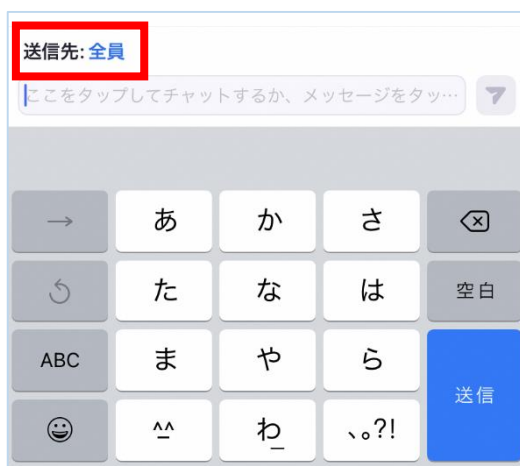 送信先: 全員
ここをタップしてチャットするか、メッセージをタッ…
→ あ か さ
た な は 空白
ABC ま や ら 送信
^^ わ 、。?!